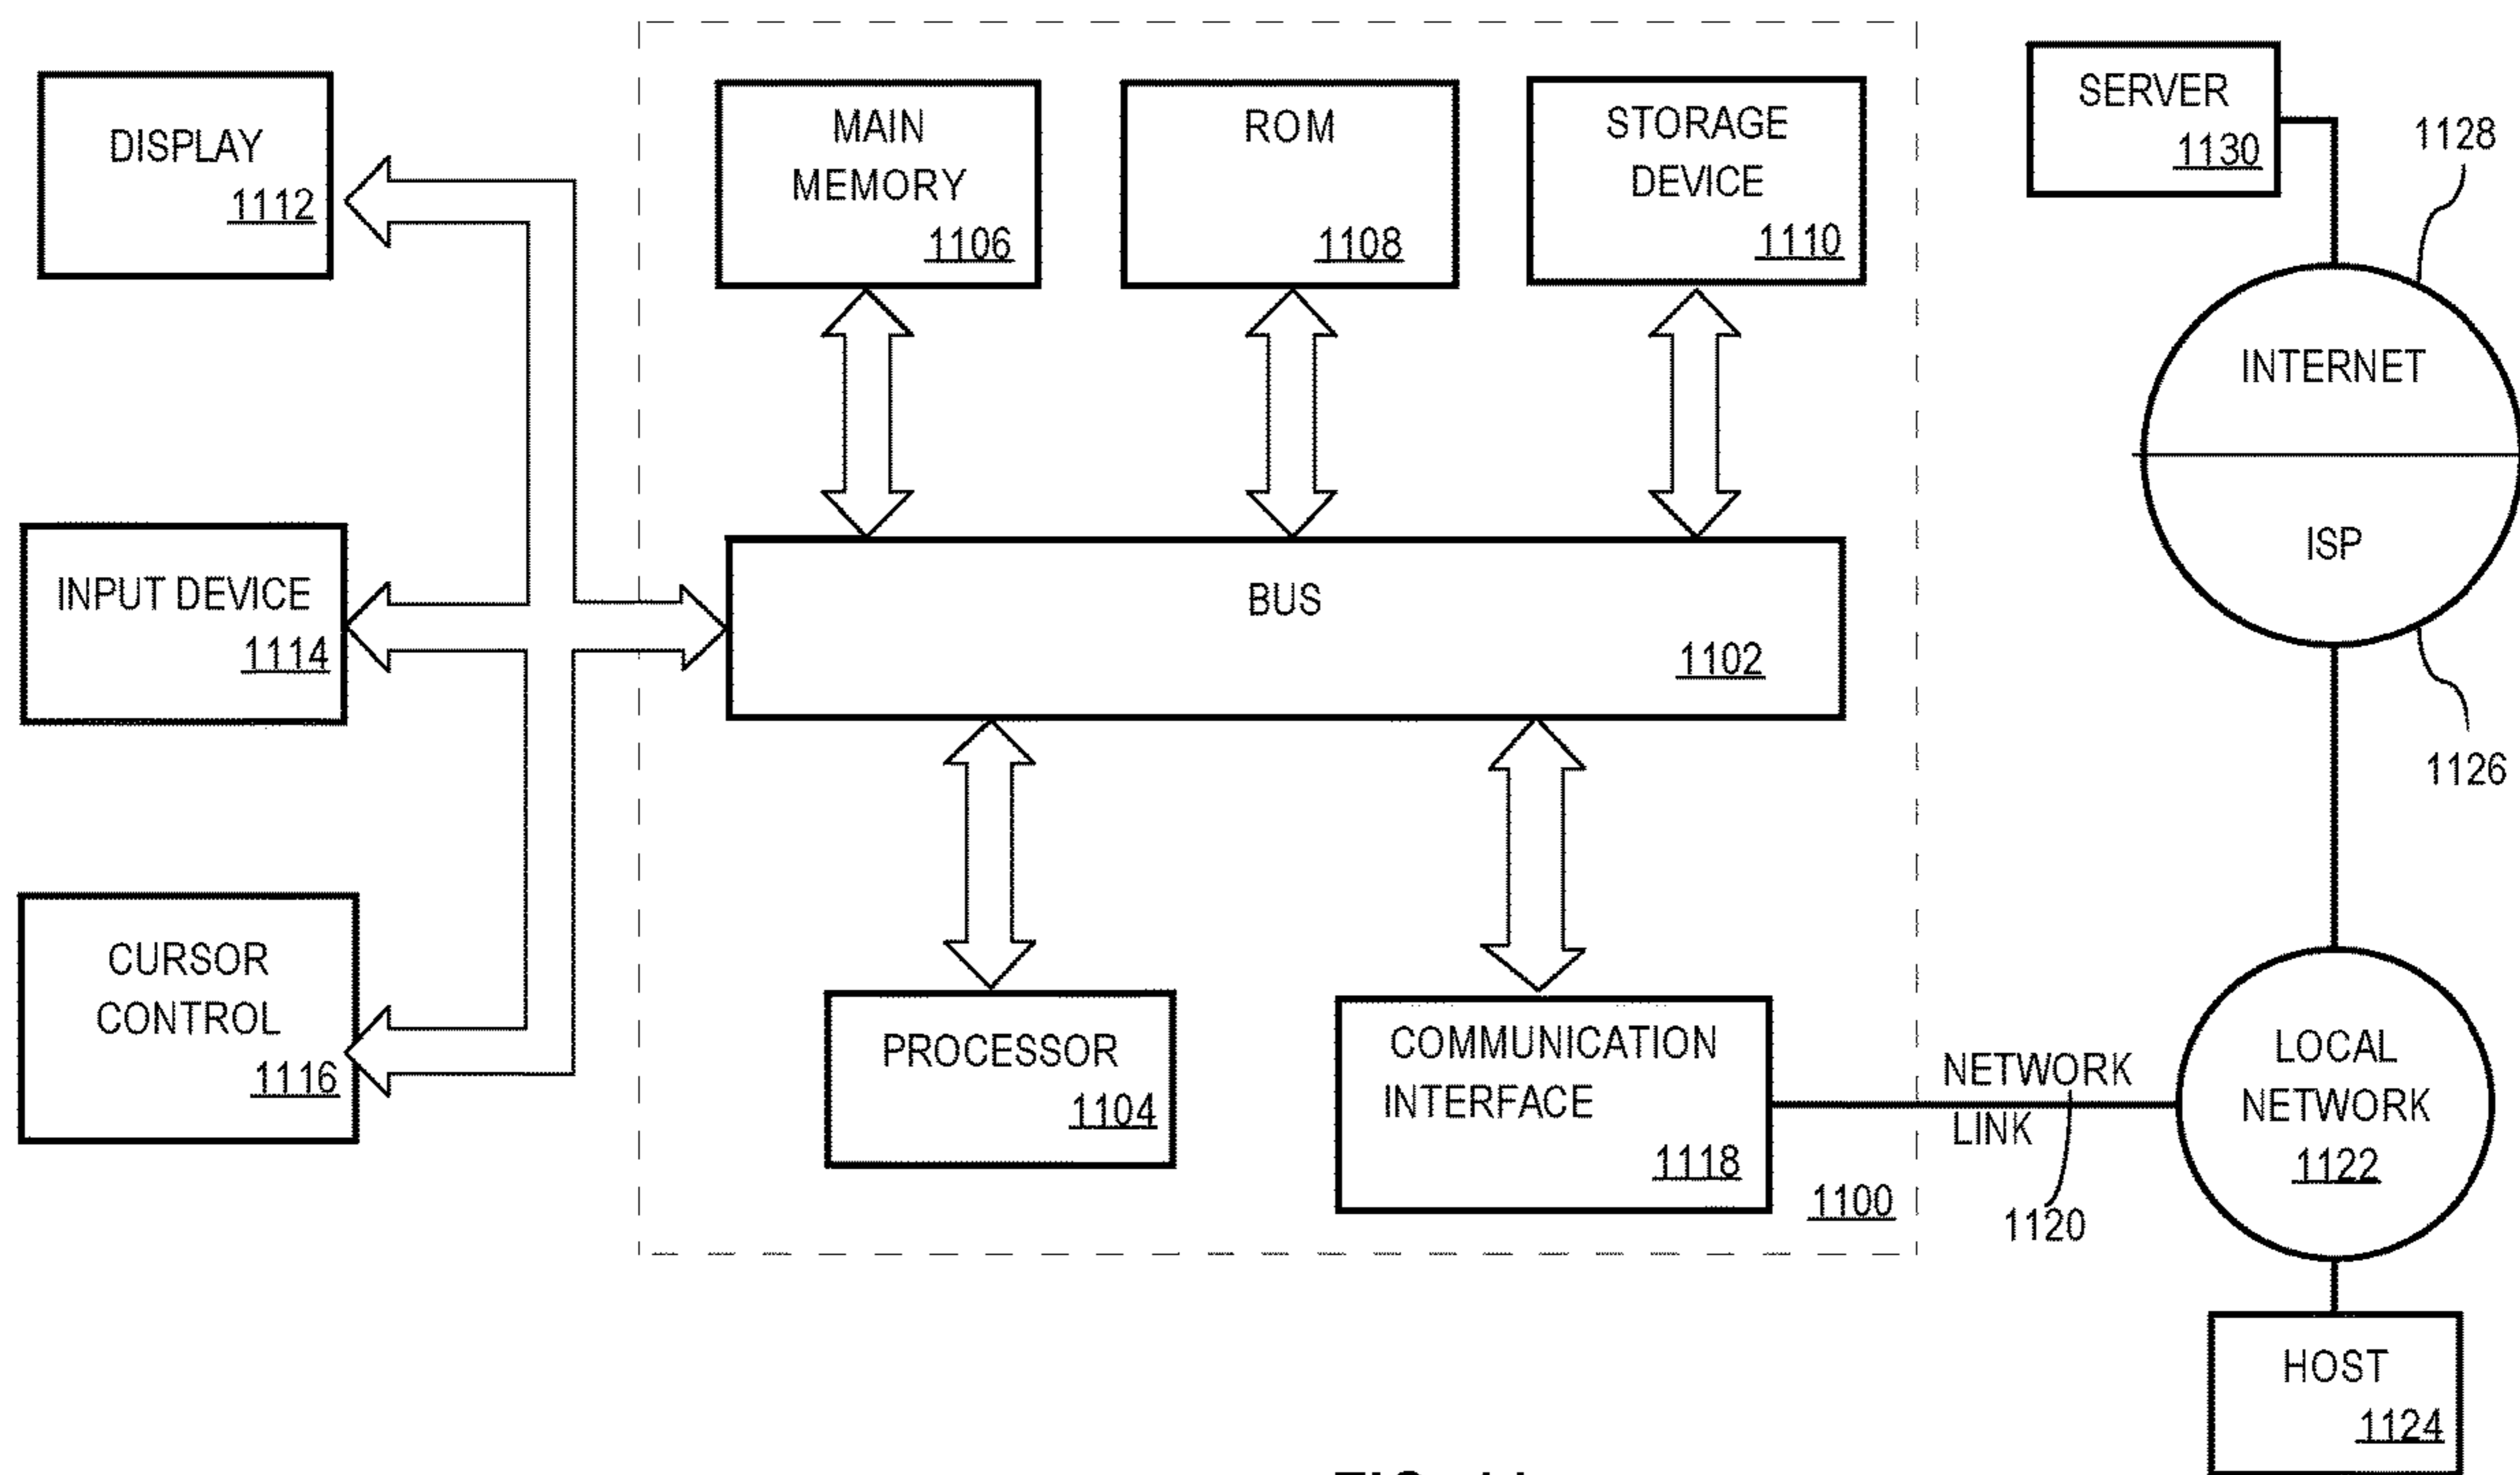 DISPLAY
1112
MAIN
MEMORY
1106
ROM
1108
STORAGE
DEVICE
1110
SERVER
1130
1128
INTERNET
ISP
1126
INPUT DEVICE
1114
BUS
1102
CURSOR
CONTROL
1116
PROCESSOR
1104
COMMUNICATION
INTERFACE
1118
1100
NETWORK
LINK
1120
LOCAL
NETWORK
1122
HOST
1124